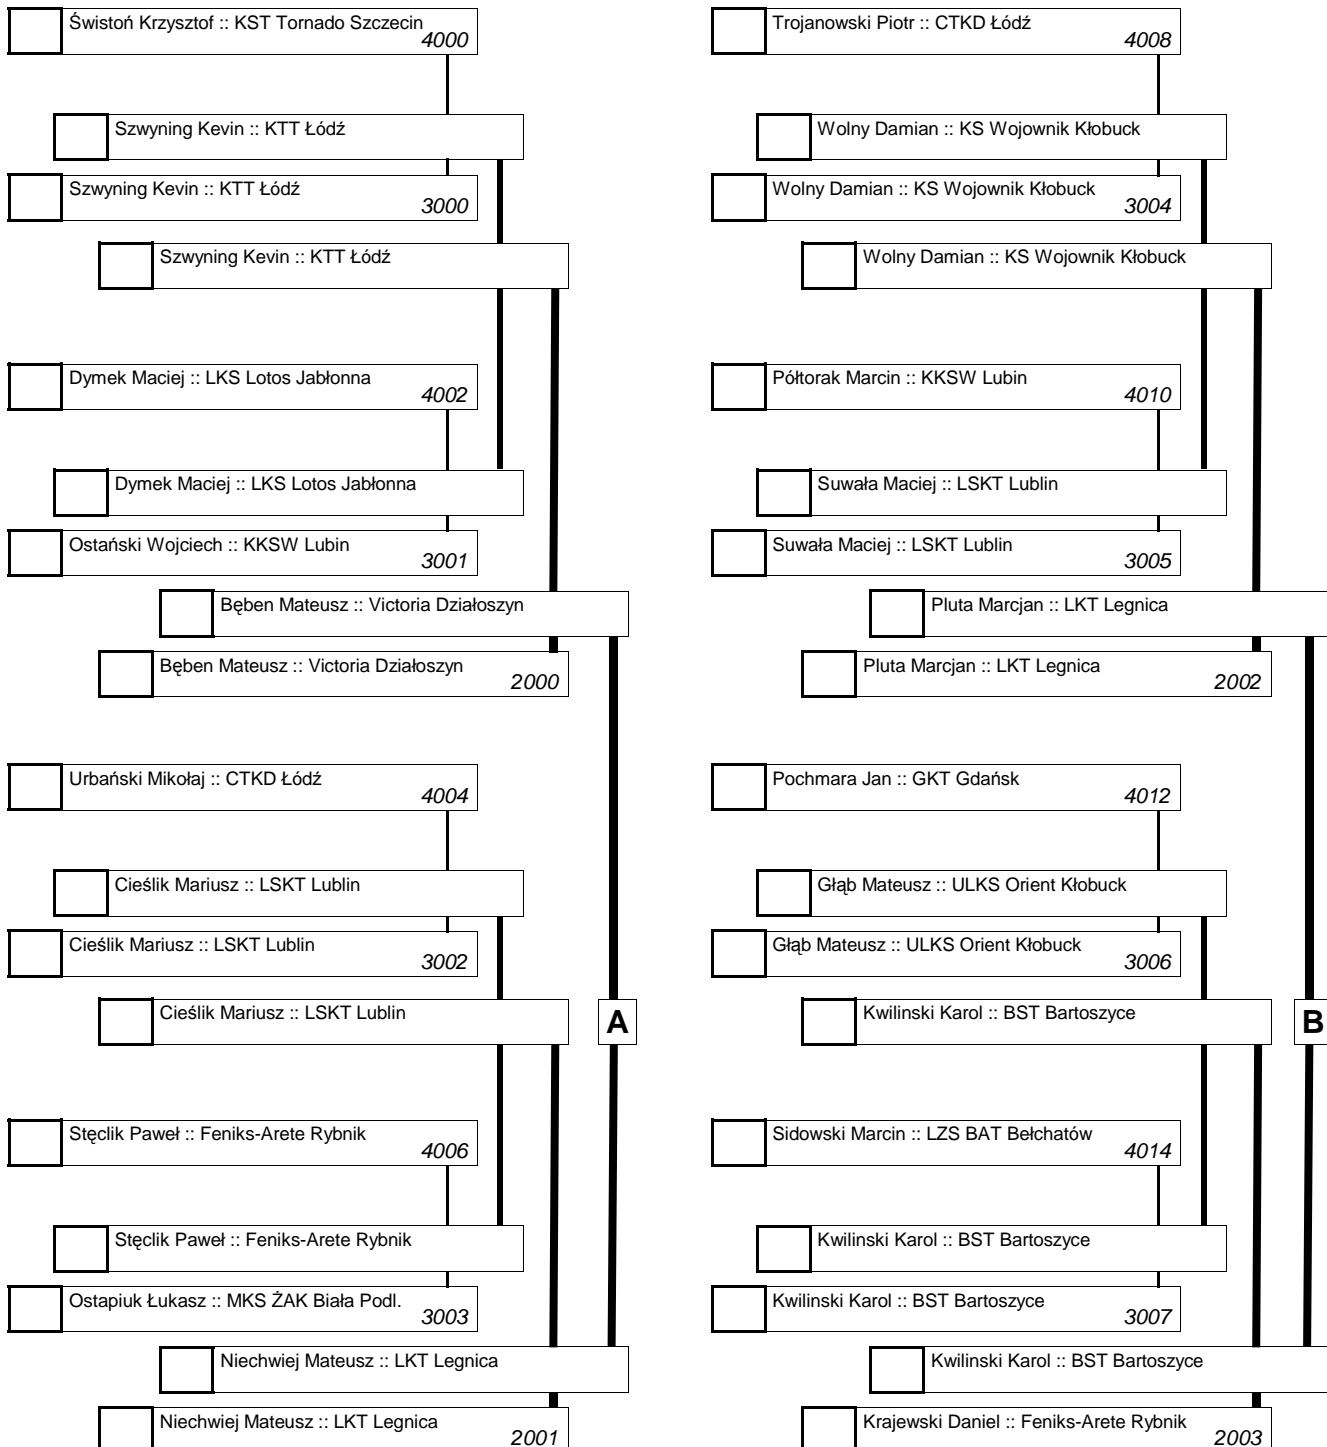 Świstoń Krzysztof :: KST Tornado Szczecin
4000
Szwyning Kevin :: KTT Łódź
Szwyning Kevin :: KTT Łódź
3000
Szwyning Kevin :: KTT Łódź
Dymek Maciej :: LKS Lotos Jabłonna
4002
Dymek Maciej :: LKS Lotos Jabłonna
Ostański Wojciech :: KKSW Lubin
3001
Bęben Mateusz :: Victoria Działoszyn
Bęben Mateusz :: Victoria Działoszyn
2000
Urbański Mikołaj :: CTKD Łódź
4004
Cieślik Mariusz :: LSKT Lublin
Cieślik Mariusz :: LSKT Lublin
3002
Cieślik Mariusz :: LSKT Lublin
A
Stęclik Paweł :: Feniks-Arete Rybnik
4006
Stęclik Paweł :: Feniks-Arete Rybnik
Ostapiuk Łukasz :: MKS ŻAK Biała Podl.
3003
Niechwiej Mateusz :: LKT Legnica
Niechwiej Mateusz :: LKT Legnica
2001
Trojanowski Piotr :: CTKD Łódź
4008
Wolny Damian :: KS Wojownik Kłobuck
Wolny Damian :: KS Wojownik Kłobuck
3004
Wolny Damian :: KS Wojownik Kłobuck
Półtorak Marcin :: KKSW Lubin
4010
Suwała Maciej :: LSKT Lublin
Suwała Maciej :: LSKT Lublin
3005
Pluta Marcjan :: LKT Legnica
Pluta Marcjan :: LKT Legnica
2002
Pochmara Jan :: GKT Gdańsk
4012
Głąb Mateusz :: ULKS Orient Kłobuck
Głąb Mateusz :: ULKS Orient Kłobuck
3006
Kwilinski Karol :: BST Bartoszyce
B
Sidowski Marcin :: LZS BAT Bełchatów
4014
Kwilinski Karol :: BST Bartoszyce
Kwilinski Karol :: BST Bartoszyce
3007
Kwilinski Karol :: BST Bartoszyce
Krajewski Daniel :: Feniks-Arete Rybnik
2003